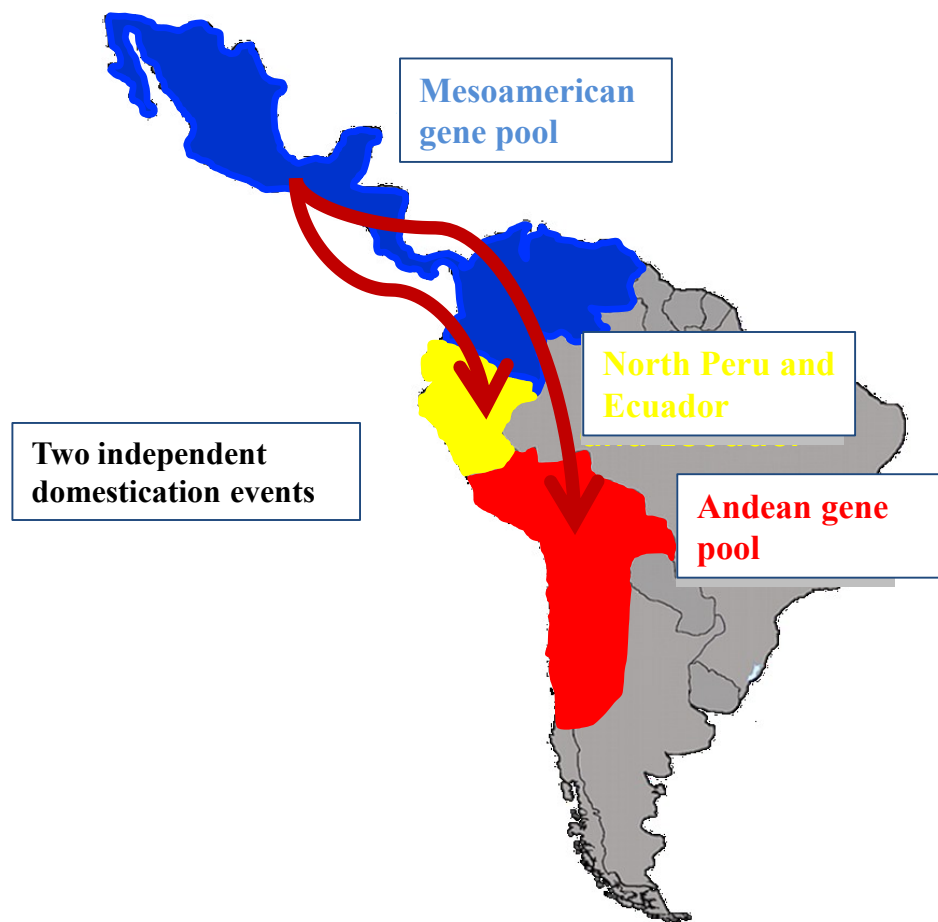 Mesoamerican
gene pool
North Peru and
Ecuador
Two independent
domestication events
Andean gene
pool